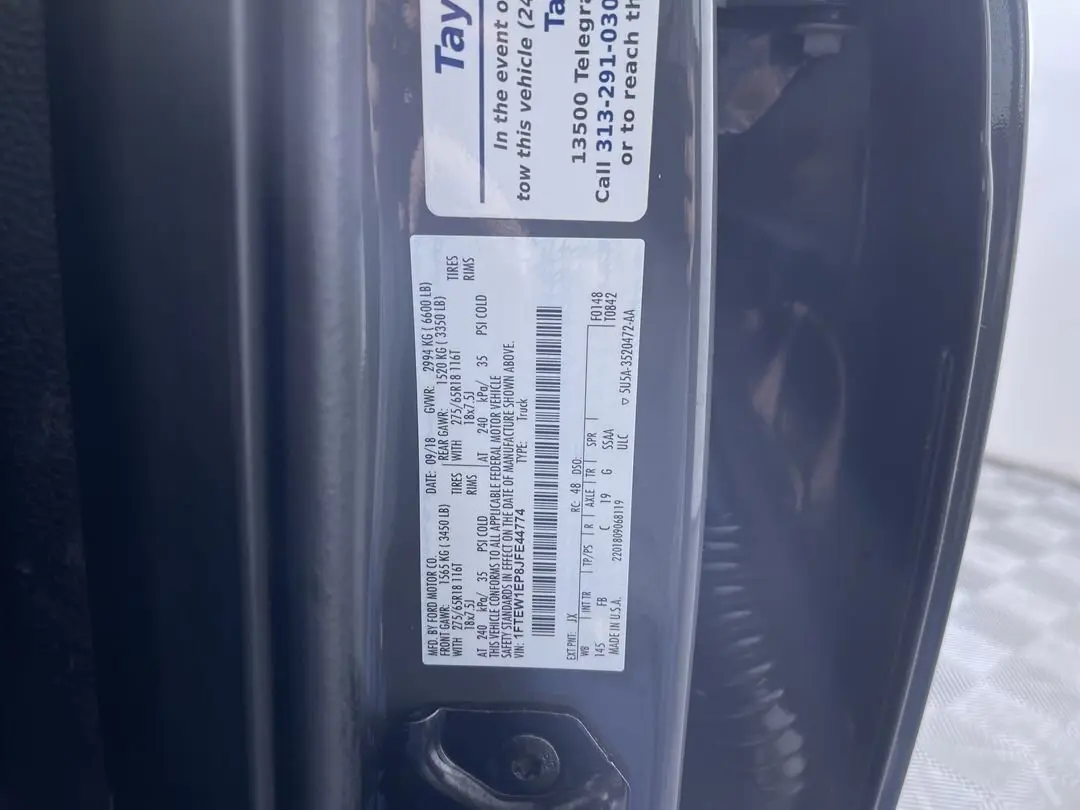 Tay
In the event o
tow this vehicle (24
Ta
13500 Telegra
Call 313-291-030
or to reach th
MFD. BY FORD MOTOR CO.
DATE: 09/18 GVWR: 2994 KG ( 6600 LB)
FRONT GAWR: 1565 KG ( 3450 LB)
REAR GAWR: 1520 KG ( 3350 LB)
WITH 275/65R18 116T TIRES
WITH 275/65R18 116T TIRES
18x7.5J RIMS
18x7.5J RIMS
AT 240 kPa/ 35 PSI COLD
AT 240 kPa/ 35 PSI COLD
THIS VEHICLE CONFORMS TO ALL APPLICABLE FEDERAL MOTOR VEHICLE
SAFETY STANDARDS IN EFFECT ON THE DATE OF MANUFACTURE SHOWN ABOVE.
VIN: 1FTEW1EP8JFE44774 TYPE: Truck
EXT PNT: JX RC: 48 DSO: F0148
WB INT TR TP/PS R AXLE TR SPR T0842
145 FB C 19 G SSAA
MADE IN U.S.A. 2201809068119 ULC ▽ 5U5A-3520472-AA